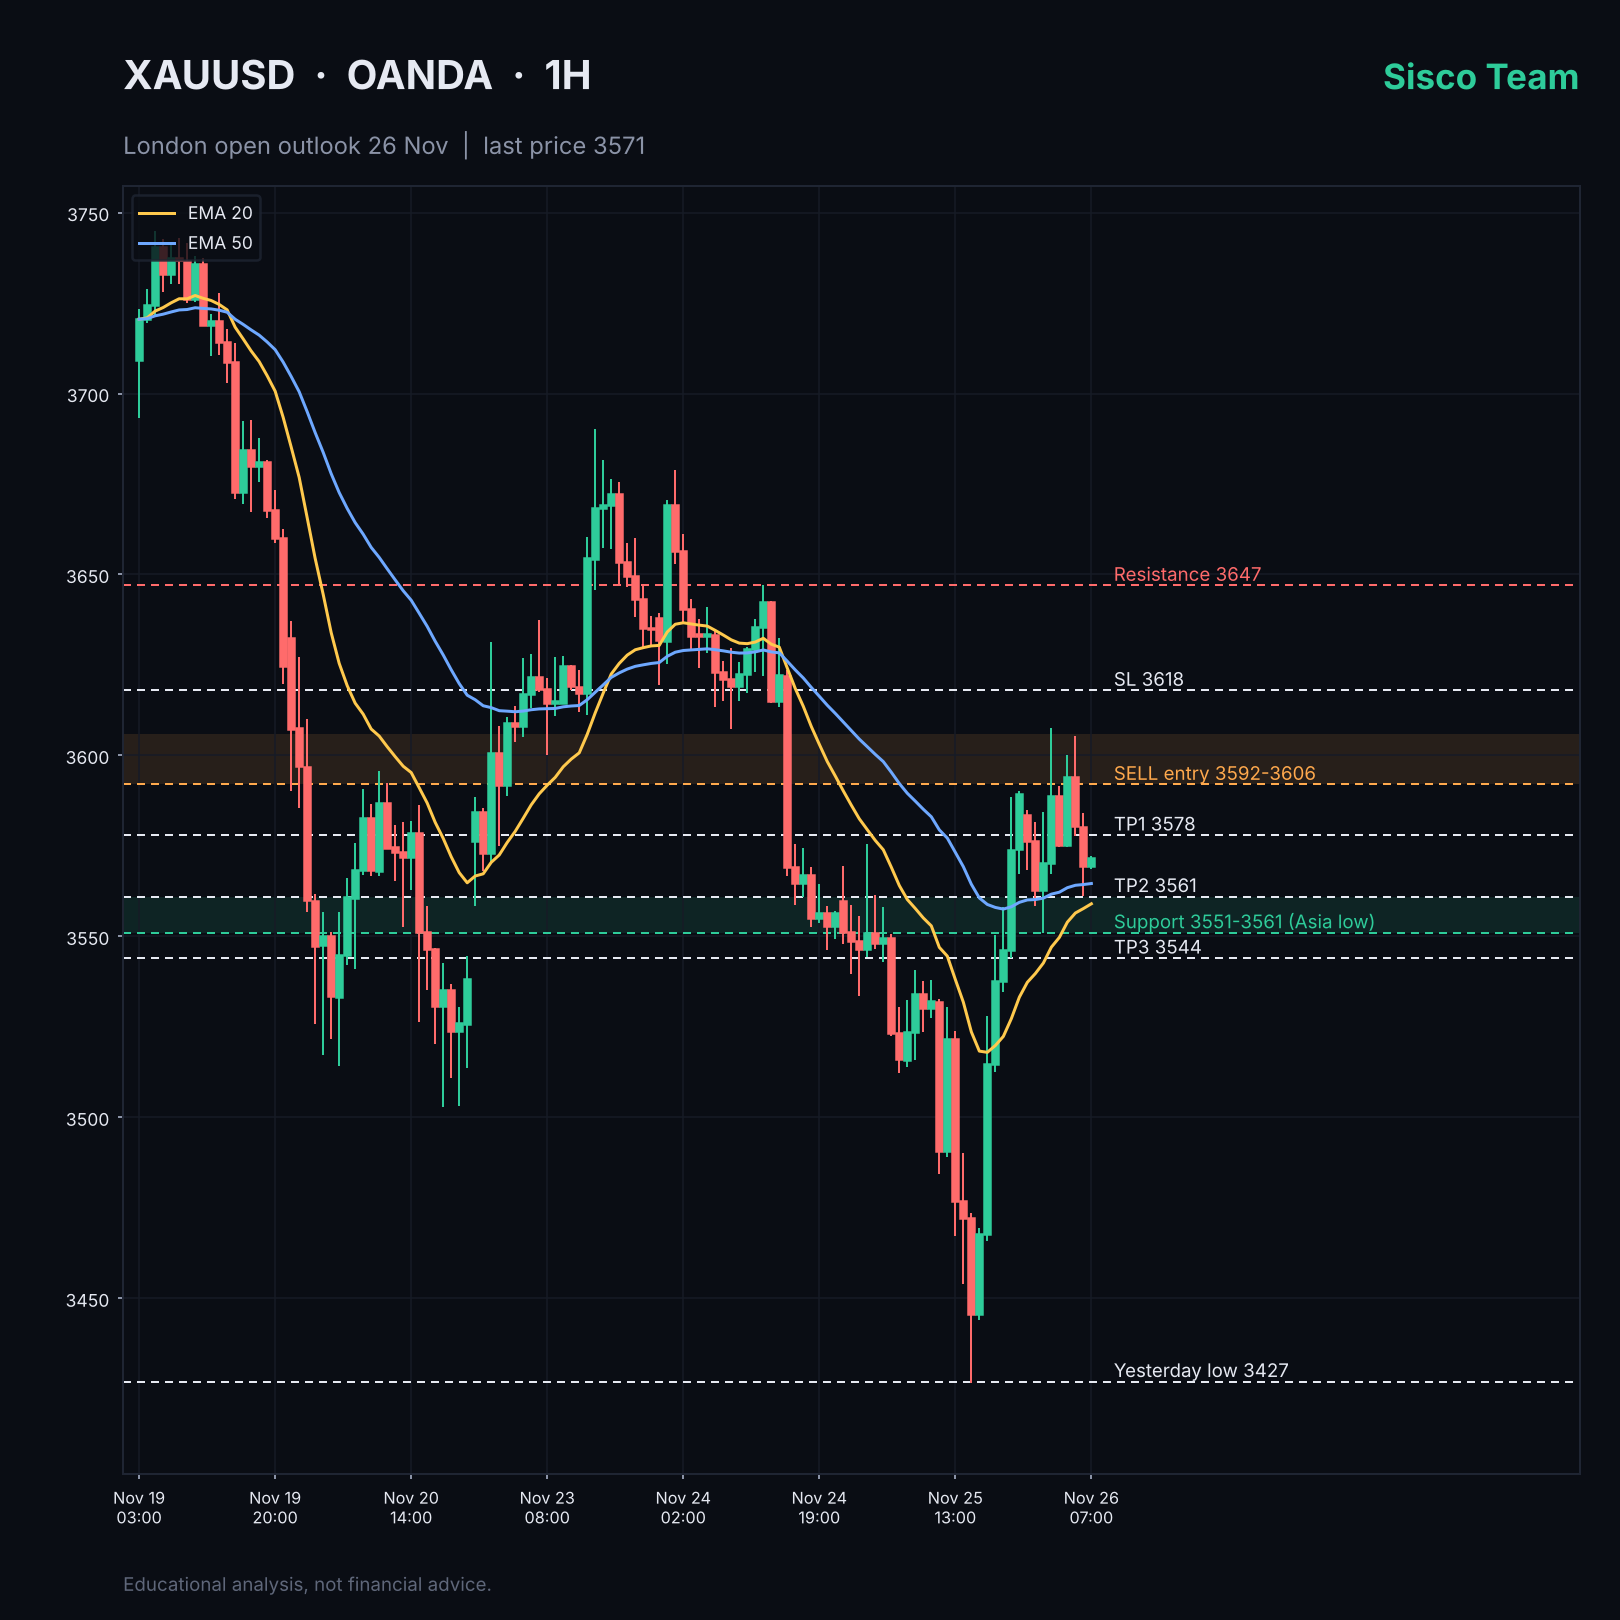 XAUUSD · OANDA · 1H
Sisco Team
London open outlook 26 Nov | last price 3571
EMA 20
EMA 50
3750
3700
3650
3600
3550
3500
3450
Resistance 3647
SL 3618
SELL entry 3592-3606
TP1 3578
TP2 3561
Support 3551-3561 (Asia low)
TP3 3544
Yesterday low 3427
Nov 19
03:00
Nov 19
20:00
Nov 20
14:00
Nov 23
08:00
Nov 24
02:00
Nov 24
19:00
Nov 25
13:00
Nov 26
07:00
Educational analysis, not financial advice.